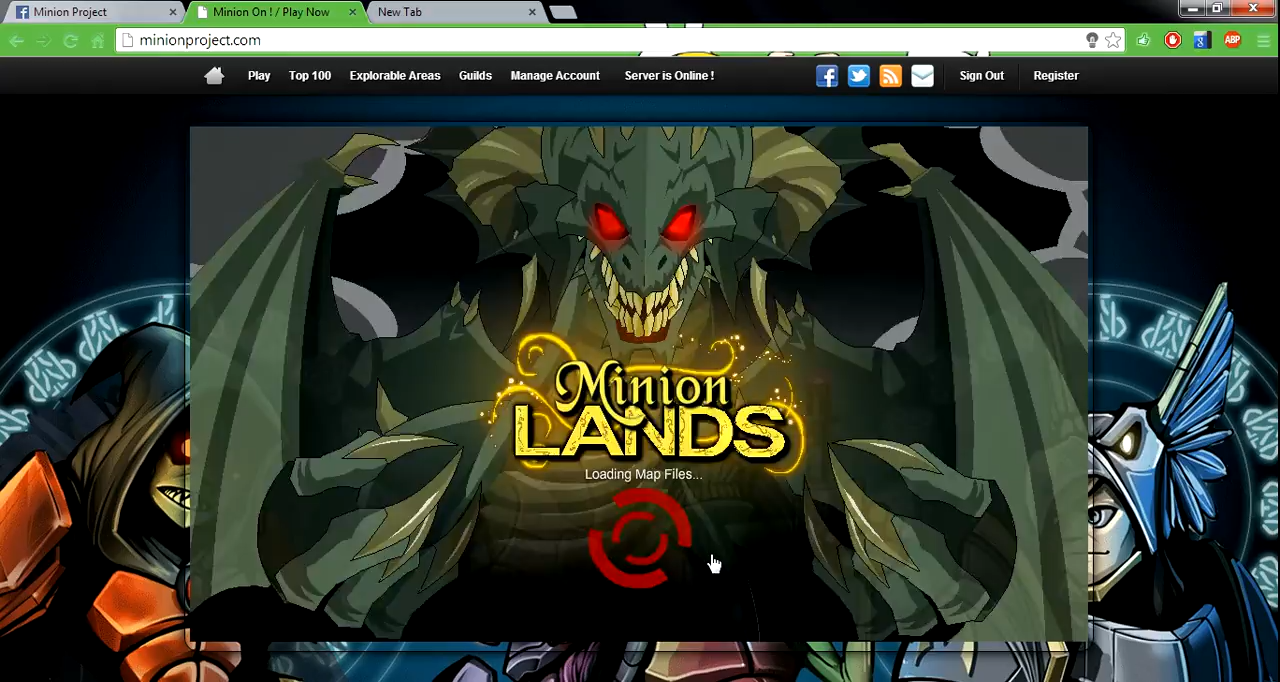 Minion Project
Minion On ! / Play Now
New Tab
minionproject.com
ABP
Play
Top 100
Explorable Areas
Guilds
Manage Account
Server is Online !
Sign Out
Register
Minion
LANDS
Loading Map Files...